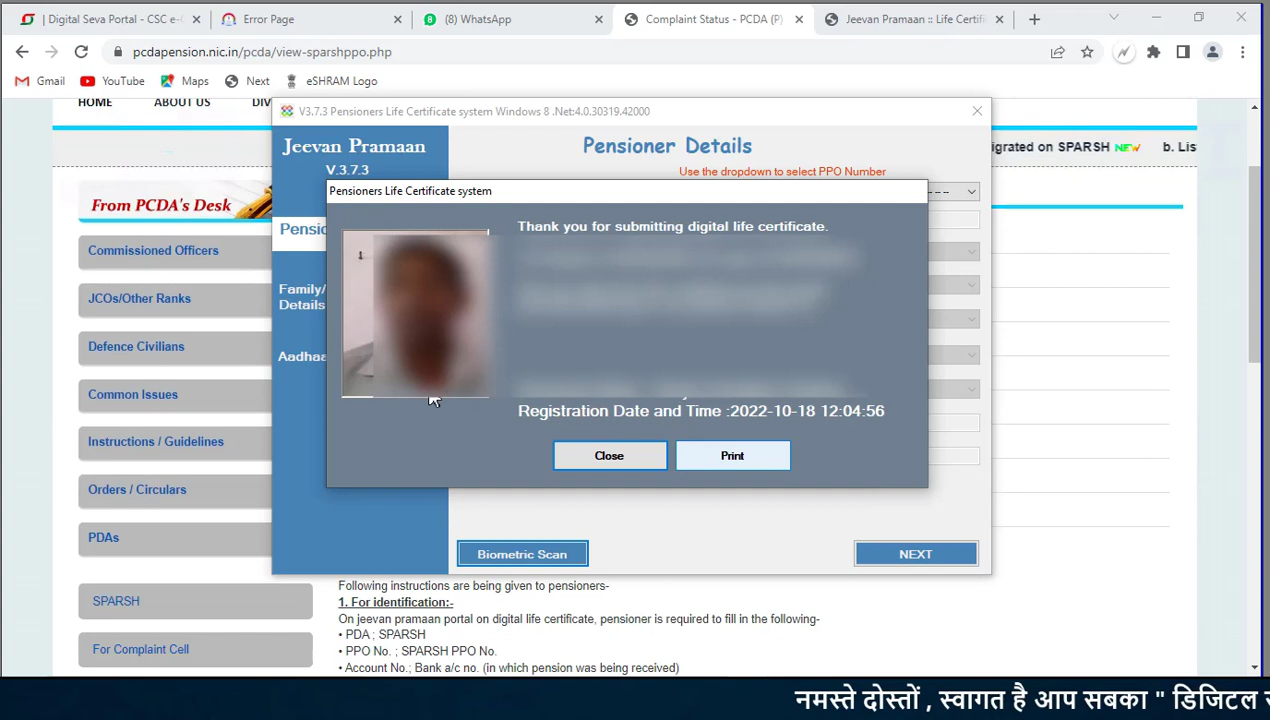 | Digital Seva Portal - CSC e-G
Error Page
(8) WhatsApp
Complaint Status - PCDA (P)
Jeevan Pramaan :: Life Certifi
pcdapension.nic.in/pcda/view-sparshppo.php
Gmail
YouTube
Maps
Next
eSHRAM Logo
HOME
ABOUT US
DIV
V3.7.3 Pensioners Life Certificate system Windows 8 .Net:4.0.30319.42000
Jeevan Pramaan
V.3.7.3
Pensioner Details
Use the dropdown to select PPO Number
igrated on SPARSH NEW
b. Lis
From PCDA's Desk
Commissioned Officers
JCOs/Other Ranks
Defence Civilians
Common Issues
Instructions / Guidelines
Orders / Circulars
PDAs
SPARSH
For Complaint Cell
Pensio
Family/
Details
Aadhaa
Pensioners Life Certificate system
Thank you for submitting digital life certificate.
Registration Date and Time :2022-10-18 12:04:56
Close
Print
Biometric Scan
NEXT
Following instructions are being given to pensioners-
1. For identification:-
On jeevan pramaan portal on digital life certificate, pensioner is required to fill in the following-
• PDA ; SPARSH
• PPO No. ; SPARSH PPO No.
• Account No.; Bank a/c no. (in which pension was being received)
नमस्ते दोस्तों , स्वागत है आप सबका " डिजिटल